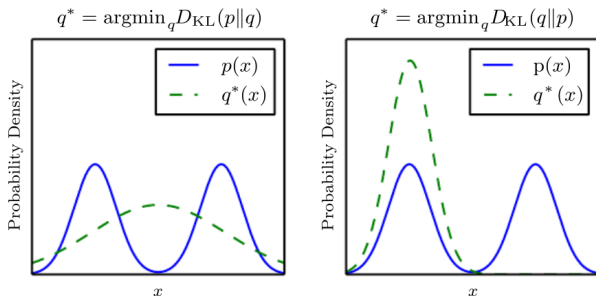 q* = argmin_q D_KL(p‖q)
p(x)
q*(x)
Probability Density
x
q* = argmin_q D_KL(q‖p)
p(x)
q*(x)
Probability Density
x